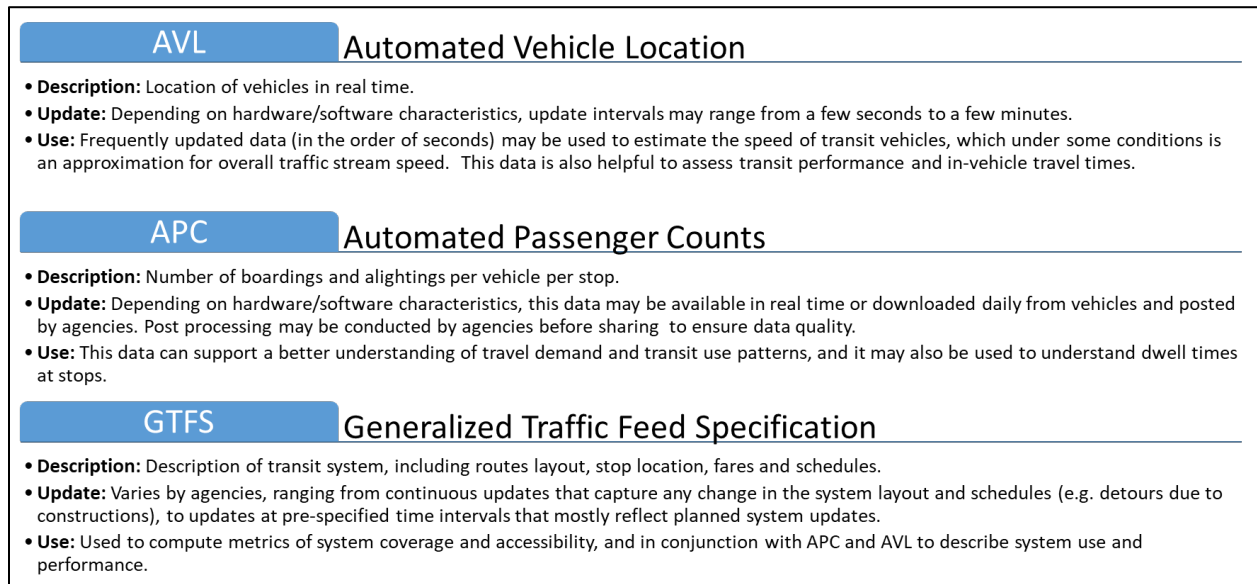 AVL
Automated Vehicle Location
• Description: Location of vehicles in real time.
• Update: Depending on hardware/software characteristics, update intervals may range from a few seconds to a few minutes.
• Use: Frequently updated data (in the order of seconds) may be used to estimate the speed of transit vehicles, which under some conditions is
an approximation for overall traffic stream speed.  This data is also helpful to assess transit performance and in-vehicle travel times.
APC
Automated Passenger Counts
• Description: Number of boardings and alightings per vehicle per stop.
• Update: Depending on hardware/software characteristics, this data may be available in real time or downloaded daily from vehicles and posted
by agencies. Post processing may be conducted by agencies before sharing  to ensure data quality.
• Use: This data can support a better understanding of travel demand and transit use patterns, and it may also be used to understand dwell times
at stops.
GTFS
Generalized Traffic Feed Specification
• Description: Description of transit system, including routes layout, stop location, fares and schedules.
• Update: Varies by agencies, ranging from continuous updates that capture any change in the system layout and schedules (e.g. detours due to
constructions), to updates at pre-specified time intervals that mostly reflect planned system updates.
• Use: Used to compute metrics of system coverage and accessibility, and in conjunction with APC and AVL to describe system use and
performance.